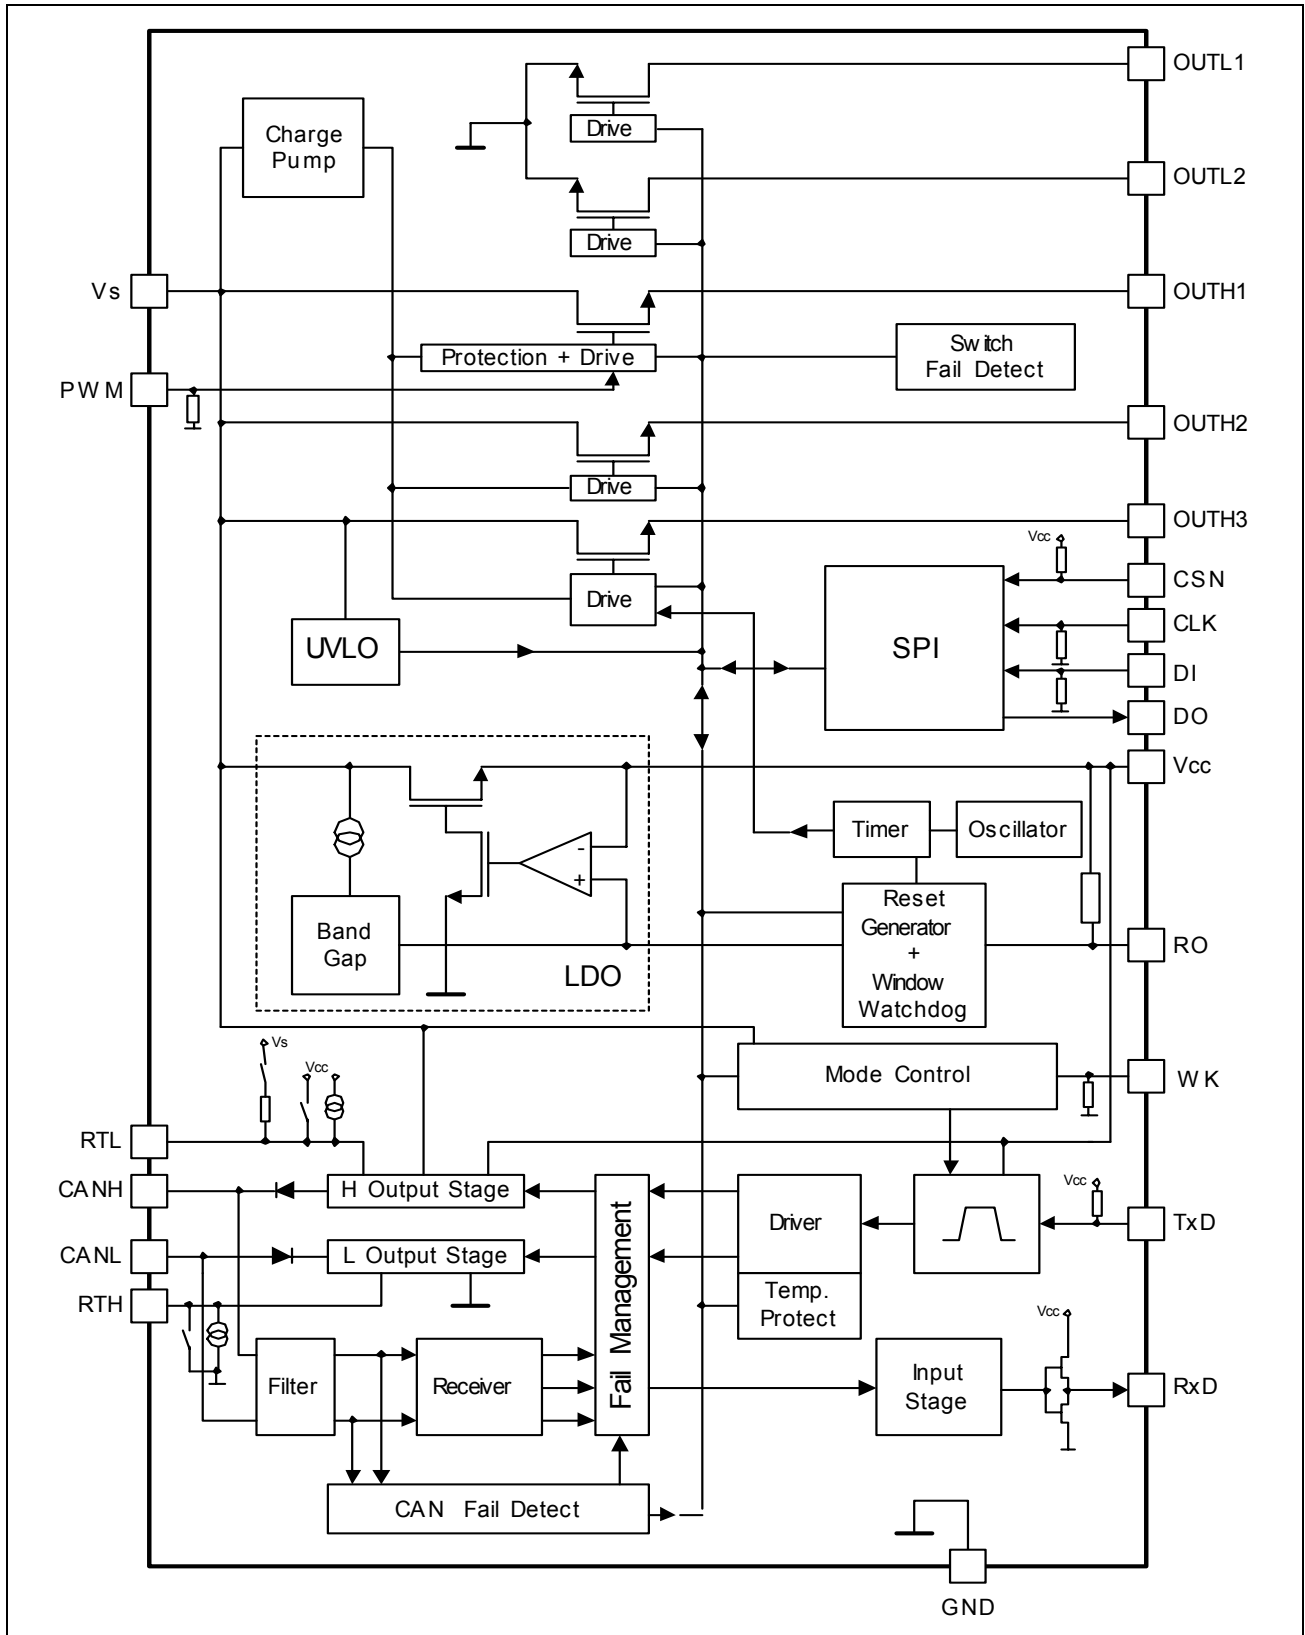 OUTL1
Charge
Pump
Drive
OUTL2
Drive
Vs
OUTH1
Protection + Drive
Switch
Fail Detect
PWM
OUTH2
Drive
OUTH3
Vcc
CSN
Drive
CLK
UVLO
SPI
DI
DO
Vcc
Timer
Oscillator
-
+
Reset
Generator
+
Window
Watchdog
Band
Gap
LDO
RO
Vs
Vcc
Mode Control
WK
RTL
CANH
H Output Stage
Fail Management
Driver
Vcc
TxD
CANL
L Output Stage
RTH
Temp.
Protect
Vcc
Filter
Receiver
Input
Stage
RxD
CAN Fail Detect
GND